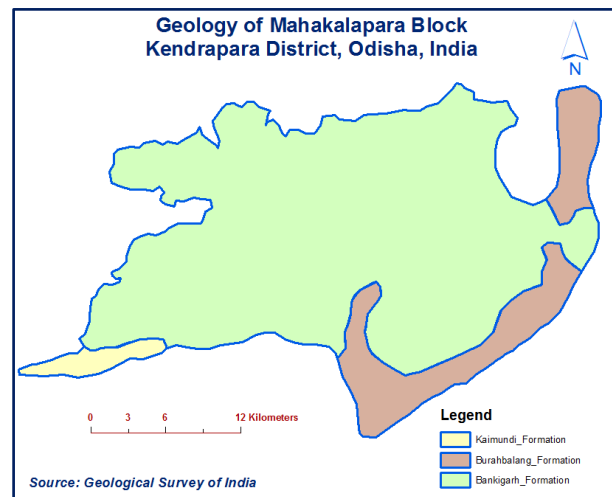 Geology of Mahakalapara Block
Kendrapara District, Odisha, India
N
0 3 6 12 Kilometers
Legend
Kaimundi_Formation
Burahbalang_Formation
Bankigarh_Formation
Source: Geological Survey of India